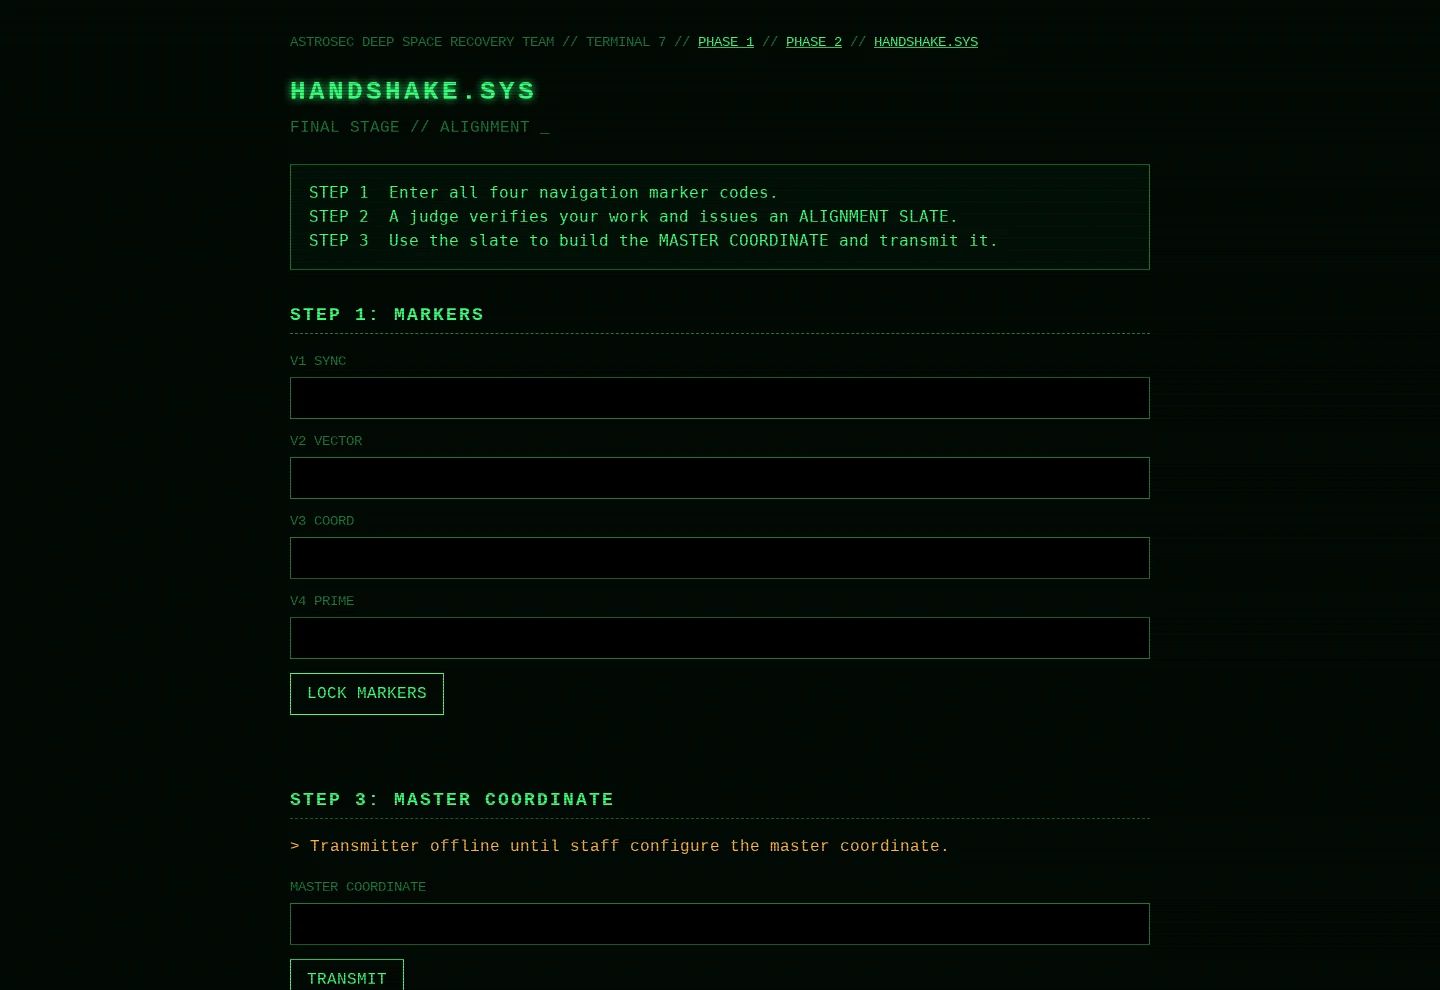 ASTROSEC DEEP SPACE RECOVERY TEAM // TERMINAL 7 // PHASE 1 // PHASE 2 // HANDSHAKE.SYS
HANDSHAKE.SYS
FINAL STAGE // ALIGNMENT _
STEP 1  Enter all four navigation marker codes.
STEP 2  A judge verifies your work and issues an ALIGNMENT SLATE.
STEP 3  Use the slate to build the MASTER COORDINATE and transmit it.
STEP 1: MARKERS
V1 SYNC
V2 VECTOR
V3 COORD
V4 PRIME
LOCK MARKERS
STEP 3: MASTER COORDINATE
> Transmitter offline until staff configure the master coordinate.
MASTER COORDINATE
TRANSMIT